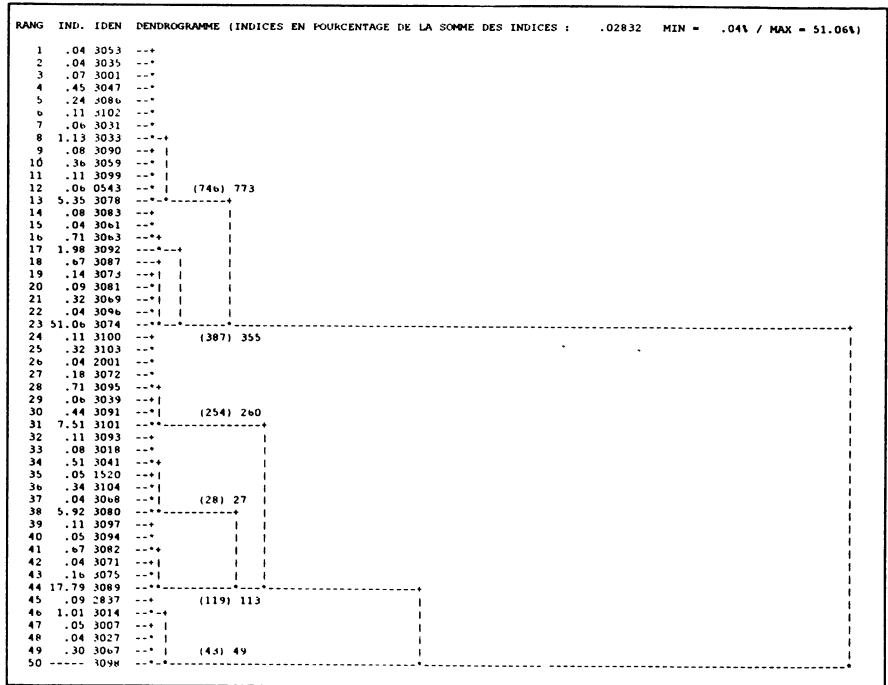 RANG IND. IDEN DENDROGRAMME (INDICES EN POURCENTAGE DE LA SOMME DES INDICES : .02832 MIN = .04% / MAX = 51.06%)
1 .04 3053 --+
2 .04 3035 --*
3 .07 3001 --*
4 .45 3047 --*
5 .24 3086 --*
6 .11 3102 --*
7 .06 3031 --*
8 1.13 3033 --*-+
9 .08 3090 --+ |
10 .36 3059 --* |
11 .11 3099 --* |
12 .06 0543 --* | (746) 773
13 5.35 3078 --*-*--------+
14 .08 3083 --+ |
15 .04 3061 --* |
16 .71 3063 --*+ |
17 1.98 3092 ---*--+ |
18 .67 3087 ---+ | |
19 .14 3073 --+| | |
20 .09 3081 --*| | |
21 .32 3069 --*| | |
22 .04 3096 --*| | |
23 51.06 3074 --**--*------*----------+
24 .11 3100 --+ (387) 355 |
25 .32 3103 --* |
26 .04 2001 --* |
27 .18 3072 --* |
28 .71 3095 --*+ |
29 .06 3039 --+| |
30 .44 3091 --*| (254) 260 |
31 7.51 3101 --**-------------+ |
32 .11 3093 --+ | |
33 .08 3018 --* | |
34 .51 3041 --*+ | |
35 .05 1520 --+| | |
36 .34 3104 --*| | |
37 .04 3068 --*| (28) 27 | |
38 5.92 3080 --**---------+ | |
39 .11 3097 --+ | | |
40 .05 3094 --* | | |
41 .67 3082 --*+ | | |
42 .04 3071 --*| | | |
43 .16 3075 --*| | | |
44 17.79 3089 --**---------*---*----------+ |
45 .09 2837 --+ (119) 113 | |
46 1.01 3014 --*-+ | |
47 .05 3007 --+ | | |
48 .04 3027 --* | | |
49 .30 3067 --* | (43) 49 | |
50 ----- 3098 --*-*----------*----------*